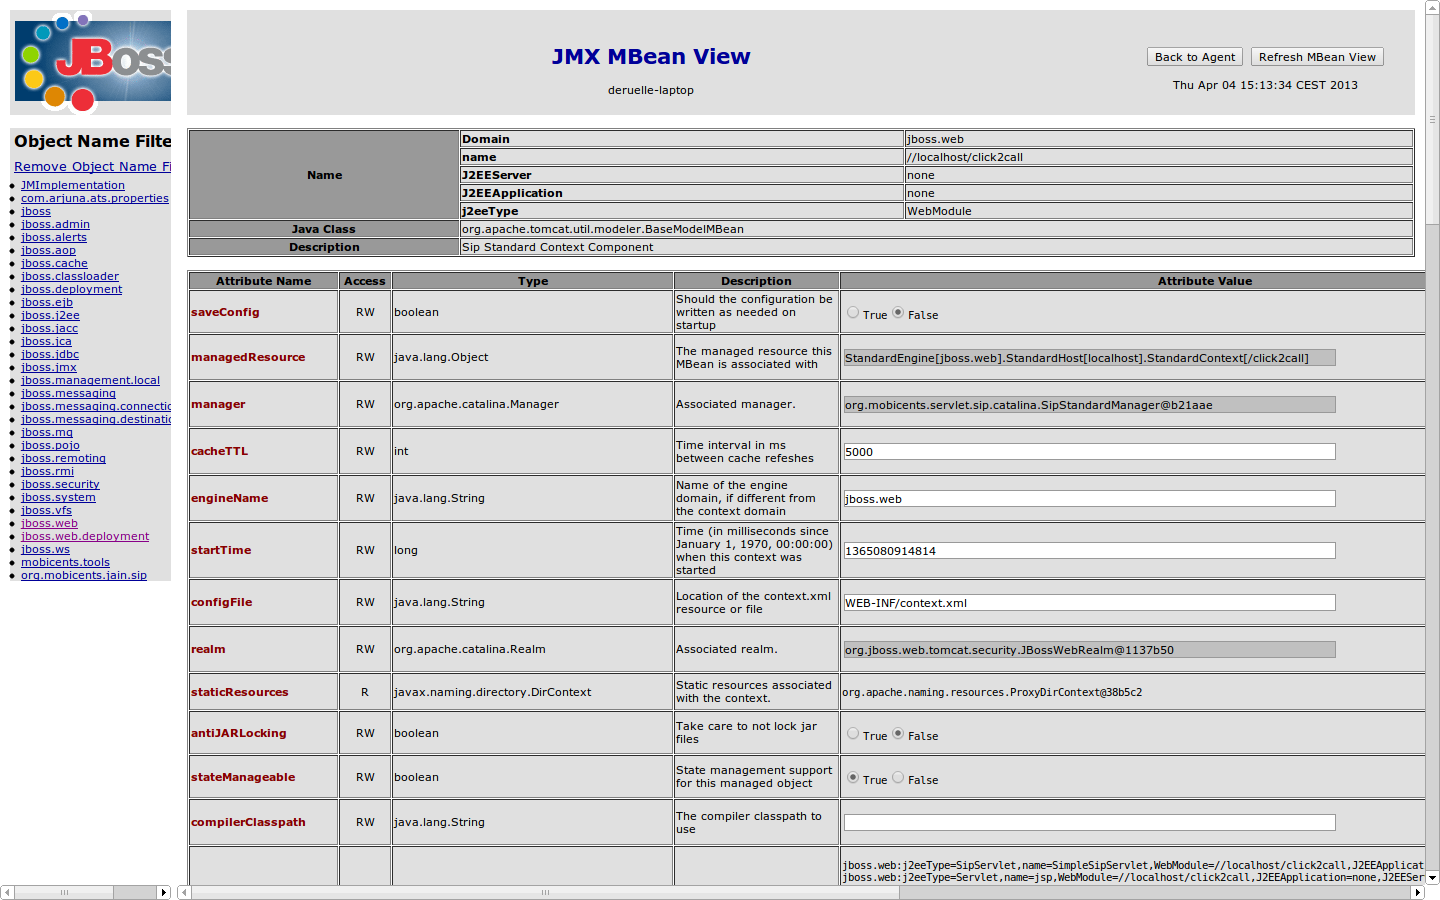 JBoss
JMX MBean View
deruelle-laptop
Back to Agent
Refresh MBean View
Thu Apr 04 15:13:34 CEST 2013
Object Name Filte
Remove Object Name Fi
JMImplementation
com.arjuna.ats.properties
jboss
jboss.admin
jboss.alerts
jboss.aop
jboss.cache
jboss.classloader
jboss.deployment
jboss.ejb
jboss.j2ee
jboss.jacc
jboss.jca
jboss.jdbc
jboss.jmx
jboss.management.local
jboss.messaging
jboss.messaging.connectic
jboss.messaging.destinatic
jboss.mq
jboss.pojo
jboss.remoting
jboss.rmi
jboss.security
jboss.system
jboss.vfs
jboss.web
jboss.web.deployment
jboss.ws
mobicents.tools
org.mobicents.jain.sip
Name
Domain jboss.web
name //localhost/click2call
J2EEServer none
J2EEApplication none
j2eeType WebModule
Java Class org.apache.tomcat.util.modeler.BaseModelMBean
Description Sip Standard Context Component
Attribute Name Access Type Description Attribute Value
saveConfig RW boolean Should the configuration be
written as needed on
startup
True False
managedResource RW java.lang.Object The managed resource this
MBean is associated with
StandardEngine[jboss.web].StandardHost[localhost].StandardContext[/click2call]
manager RW org.apache.catalina.Manager Associated manager. org.mobicents.servlet.sip.catalina.SipStandardManager@b21aae
cacheTTL RW int Time interval in ms
between cache refeshes
5000
engineName RW java.lang.String Name of the engine
domain, if different from
the context domain
jboss.web
startTime RW long Time (in milliseconds since
January 1, 1970, 00:00:00)
when this context was
started
1365080914814
configFile RW java.lang.String Location of the context.xml
resource or file
WEB-INF/context.xml
realm RW org.apache.catalina.Realm Associated realm. org.jboss.web.tomcat.security.JBossWebRealm@1137b50
staticResources R javax.naming.directory.DirContext Static resources associated
with the context.
org.apache.naming.resources.ProxyDirContext@38b5c2
antiJARLocking RW boolean Take care to not lock jar
files
True False
stateManageable RW boolean State management support
for this managed object
True False
compilerClasspath RW java.lang.String The compiler classpath to
use
jboss.web:j2eeType=SipServlet,name=SimpleSipServlet,WebModule=//localhost/click2call,J2EEApplicat
jboss.web:j2eeType=Servlet,name=jsp,WebModule=//localhost/click2call,J2EEApplication=none,J2EESer